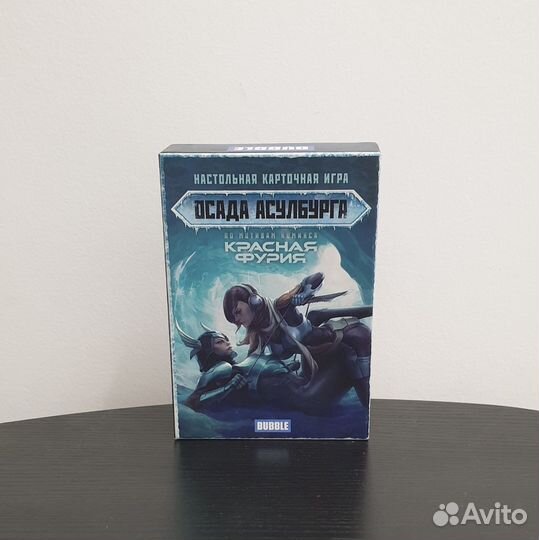 BUBBLE
НАСТОЛЬНАЯ КАРТОЧНАЯ ИГРА
ОСАДА АСУЛБУРГА
ПО МОТИВАМ КОМИКСА
КРАСНАЯ
ФУРИЯ
BUBBLE
Avito